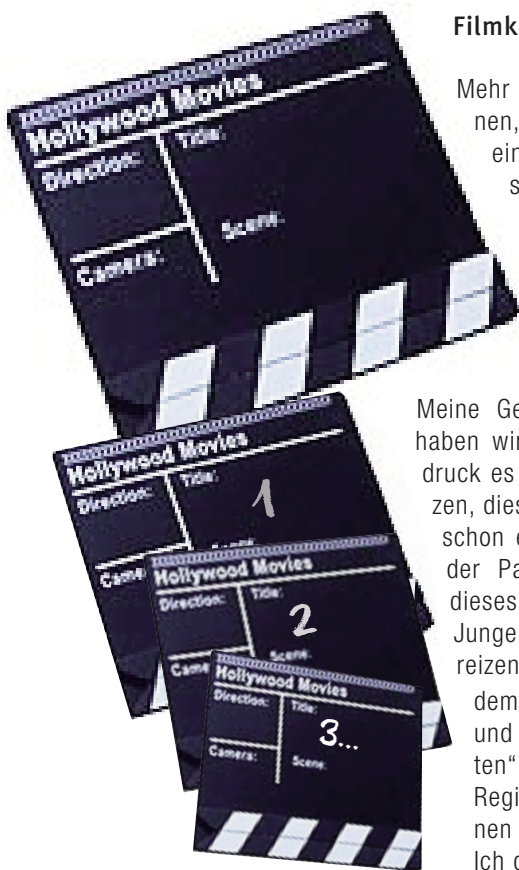 Filmk
Hollywood Movies
Direction:
Title:
Camera:
Scene:
Mehr
nen,
ein
s
Hollywood Movies
Direction:
Title:
1
Hollywood Movies
Direction:
Title:
2
Scene:
Hollywood Movies
Direction:
Title:
3...
Camera:
Scene:
Meine Ge
haben wir
druck es
zen, dies
schon e
der Pa
dieses
Junge
reizen
dem
und
ten“
Regi
nen
Ich d